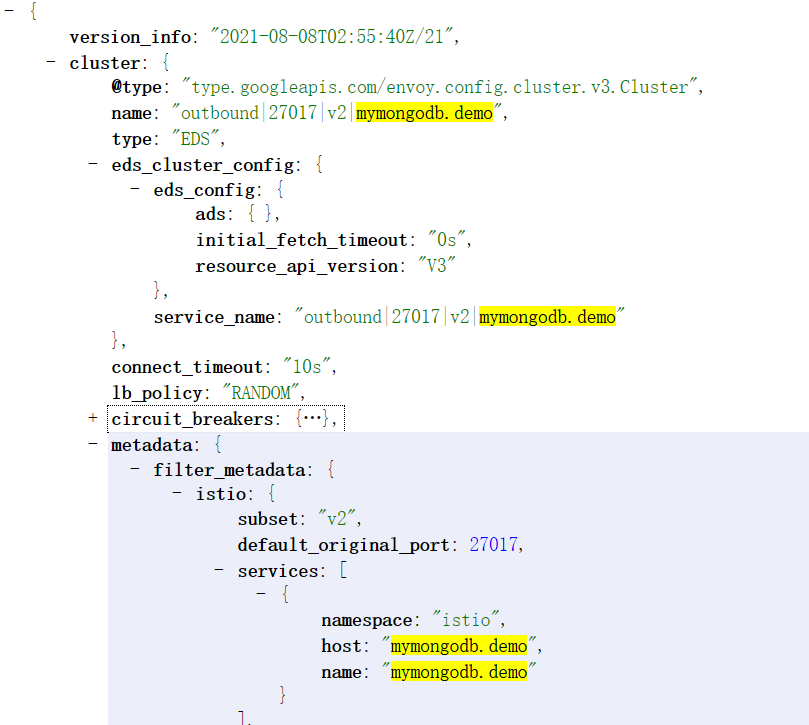 - {
version_info: "2021-08-08T02:55:40Z/21",
- cluster: {
@type: "type.googleapis.com/envoy.config.cluster.v3.Cluster",
name: "outbound|27017|v2|mymongodb.demo",
type: "EDS",
- eds_cluster_config: {
- eds_config: {
ads: { },
initial_fetch_timeout: "0s",
resource_api_version: "V3"
},
service_name: "outbound|27017|v2|mymongodb.demo"
},
connect_timeout: "10s",
lb_policy: "RANDOM",
+ circuit_breakers: {…},
- metadata: {
- filter_metadata: {
- istio: {
subset: "v2",
default_original_port: 27017,
- services: [
- {
namespace: "istio",
host: "mymongodb.demo",
name: "mymongodb.demo"
}
],